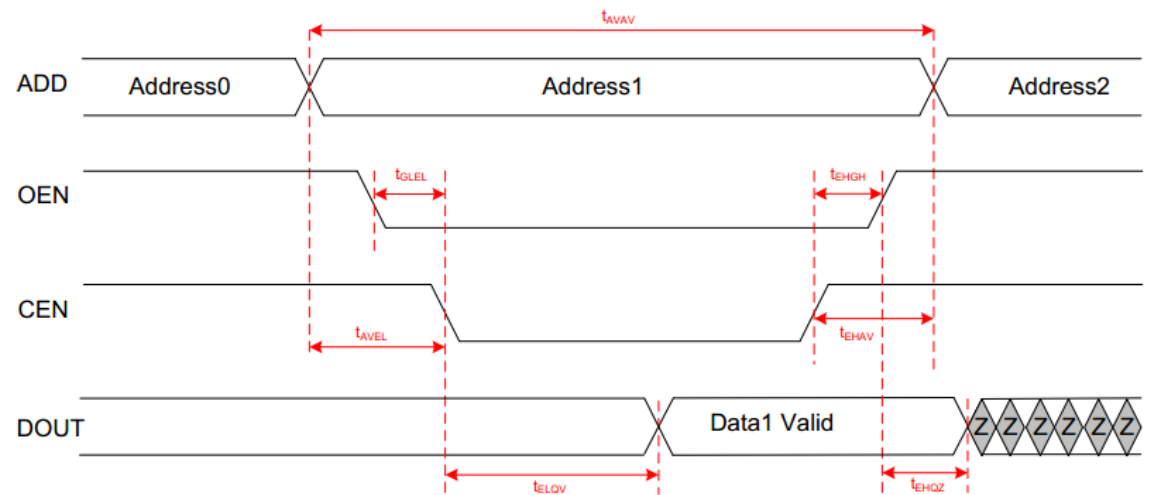 tAVAV
ADD Address0 Address1 Address2
tGLEL tEHGH
OEN
CEN
tAVEL tEHAV
DOUT Data1 Valid Z Z Z Z Z Z
tELQV tEHQZ